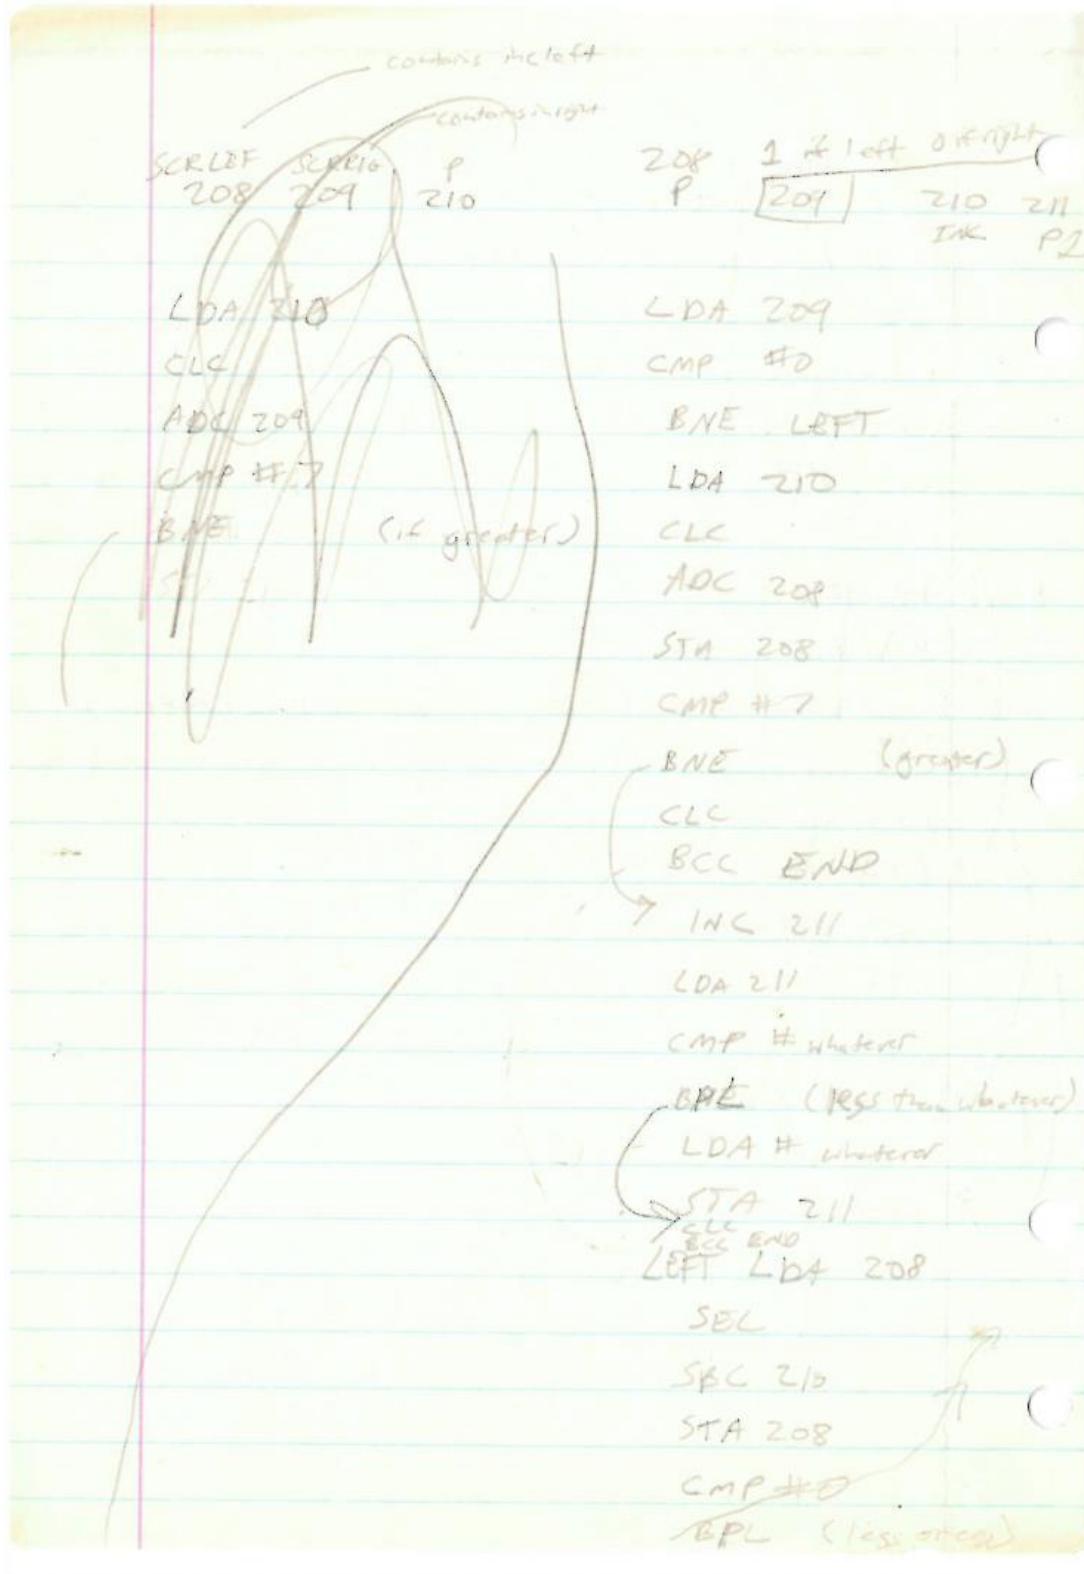 contains inc left
contains inc right
SCRLEF SCRRIG P
208 209 210
LDA 210
CLC
ADC 209
CMP #7
BNE (if greater)
208 1 if left 0 if right
P 209 210 211
INC P2
LDA 209
CMP #0
BNE LEFT
LDA 210
CLC
ADC 208
STA 208
CMP #7
BNE (greater)
CLC
BCC END
INC 211
LDA 211
CMP # whatever
(less than whatever)
LDA # whatever
STA 211
CLC
BCC END
LEFT LDA 208
SEC
SBC 210
STA 208
CMP #0
BPL (less